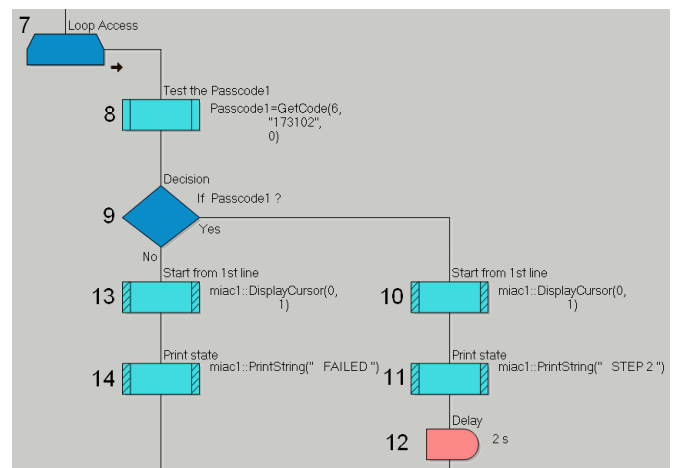 7 Loop Access
Test the Passcode1
8 Passcode1=GetCode(6,
"173102",
0)
Decision
If Passcode1 ?
9
Yes
No
Start from 1st line
13 miac1::DisplayCursor(0,
1)
Start from 1st line
10 miac1::DisplayCursor(0,
1)
Print state
14 miac1::PrintString("   FAILED ")
Print state
11 miac1::PrintString("   STEP 2 ")
Delay
12 2 s